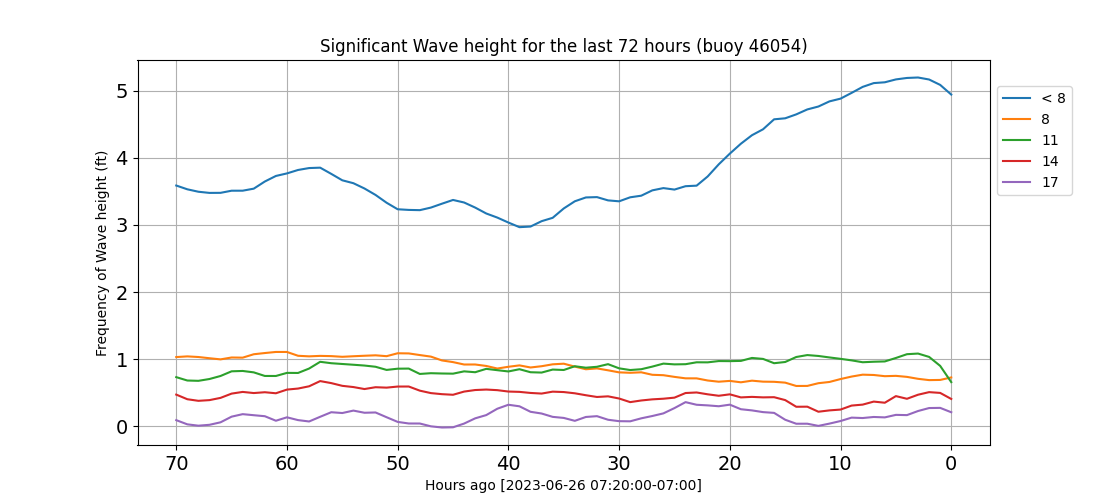 Significant Wave height for the last 72 hours (buoy 46054)
Frequency of Wave height (ft)
5
4
3
2
1
0
70 60 50 40 30 20 10 0
Hours ago [2023-06-26 07:20:00-07:00]
< 8
8
11
14
17